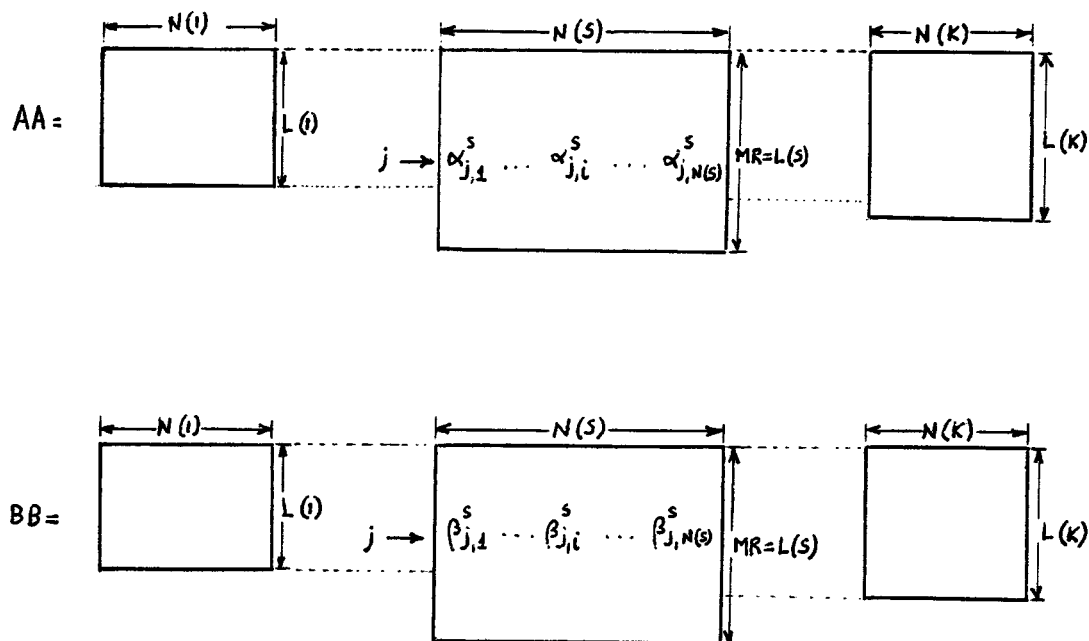 N(1) N(S) N(K)
AA= L(1) MR=L(S) L(K)
j → α^s_{j,1} ... α^s_{j,i} ... α^s_{j,N(S)}
N(1) N(S) N(K)
BB= L(1) MR=L(S) L(K)
j → β^s_{j,1} ... β^s_{j,i} ... β^s_{j,N(S)}